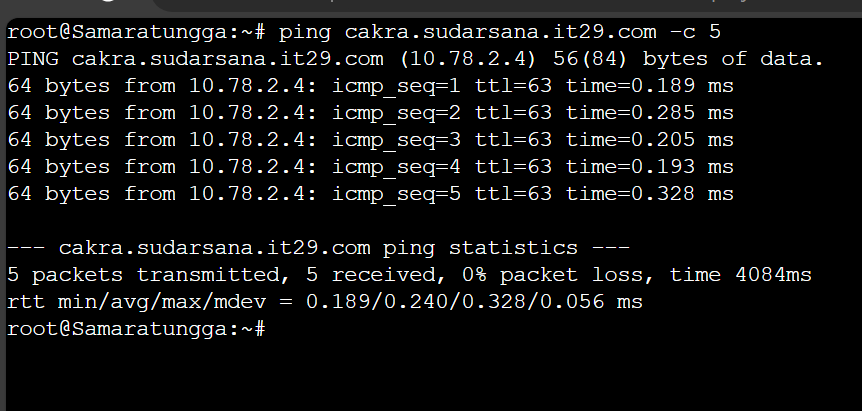 root@Samaratungga:~# ping cakra.sudarsana.it29.com -c 5
PING cakra.sudarsana.it29.com (10.78.2.4) 56(84) bytes of data.
64 bytes from 10.78.2.4: icmp_seq=1 ttl=63 time=0.189 ms
64 bytes from 10.78.2.4: icmp_seq=2 ttl=63 time=0.285 ms
64 bytes from 10.78.2.4: icmp_seq=3 ttl=63 time=0.205 ms
64 bytes from 10.78.2.4: icmp_seq=4 ttl=63 time=0.193 ms
64 bytes from 10.78.2.4: icmp_seq=5 ttl=63 time=0.328 ms

--- cakra.sudarsana.it29.com ping statistics ---
5 packets transmitted, 5 received, 0% packet loss, time 4084ms
rtt min/avg/max/mdev = 0.189/0.240/0.328/0.056 ms
root@Samaratungga:~#